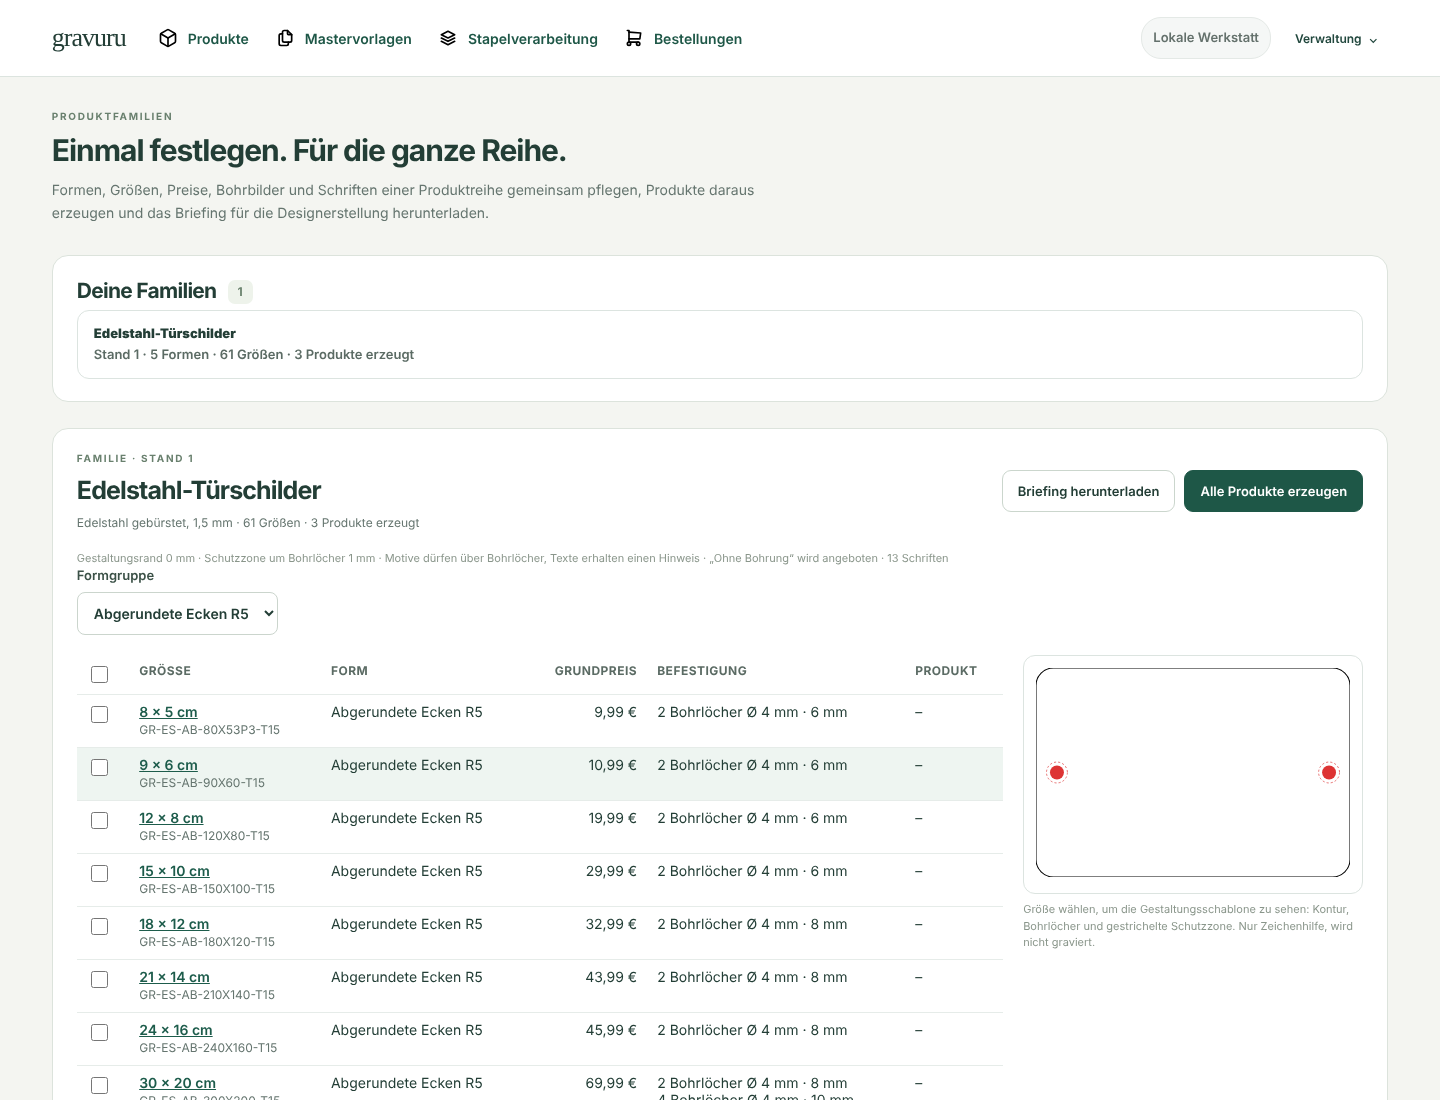 gravuru
Produkte
Mastervorlagen
Stapelverarbeitung
Bestellungen
Lokale Werkstatt
Verwaltung
PRODUKTFAMILIEN
Einmal festlegen. Für die ganze Reihe.
Formen, Größen, Preise, Bohrbilder und Schriften einer Produktreihe gemeinsam pflegen, Produkte daraus
erzeugen und das Briefing für die Designerstellung herunterladen.
Deine Familien 1
Edelstahl-Türschilder
Stand 1 · 5 Formen · 61 Größen · 3 Produkte erzeugt
FAMILIE · STAND 1
Edelstahl-Türschilder
Briefing herunterladen
Alle Produkte erzeugen
Edelstahl gebürstet, 1,5 mm · 61 Größen · 3 Produkte erzeugt
Gestaltungsrand 0 mm · Schutzzone um Bohrlöcher 1 mm · Motive dürfen über Bohrlöcher, Texte erhalten einen Hinweis · „Ohne Bohrung“ wird angeboten · 13 Schriften
Formgruppe
Abgerundete Ecken R5
GRÖSSE FORM GRUNDPREIS BEFESTIGUNG PRODUKT
8 × 5 cm Abgerundete Ecken R5 9,99 € 2 Bohrlöcher Ø 4 mm · 6 mm –
GR-ES-AB-80X53P3-T15
9 × 6 cm Abgerundete Ecken R5 10,99 € 2 Bohrlöcher Ø 4 mm · 6 mm –
GR-ES-AB-90X60-T15
12 × 8 cm Abgerundete Ecken R5 19,99 € 2 Bohrlöcher Ø 4 mm · 6 mm –
GR-ES-AB-120X80-T15
15 × 10 cm Abgerundete Ecken R5 29,99 € 2 Bohrlöcher Ø 4 mm · 6 mm –
GR-ES-AB-150X100-T15
18 × 12 cm Abgerundete Ecken R5 32,99 € 2 Bohrlöcher Ø 4 mm · 8 mm –
GR-ES-AB-180X120-T15
21 × 14 cm Abgerundete Ecken R5 43,99 € 2 Bohrlöcher Ø 4 mm · 8 mm –
GR-ES-AB-210X140-T15
24 × 16 cm Abgerundete Ecken R5 45,99 € 2 Bohrlöcher Ø 4 mm · 8 mm –
GR-ES-AB-240X160-T15
30 × 20 cm Abgerundete Ecken R5 69,99 € 2 Bohrlöcher Ø 4 mm · 8 mm –
GR-ES-AB-300X200-T15 4 Bohrlöcher Ø 4 mm · 10 mm
Größe wählen, um die Gestaltungsschablone zu sehen: Kontur,
Bohrlöcher und gestrichelte Schutzzone. Nur Zeichenhilfe, wird
nicht graviert.